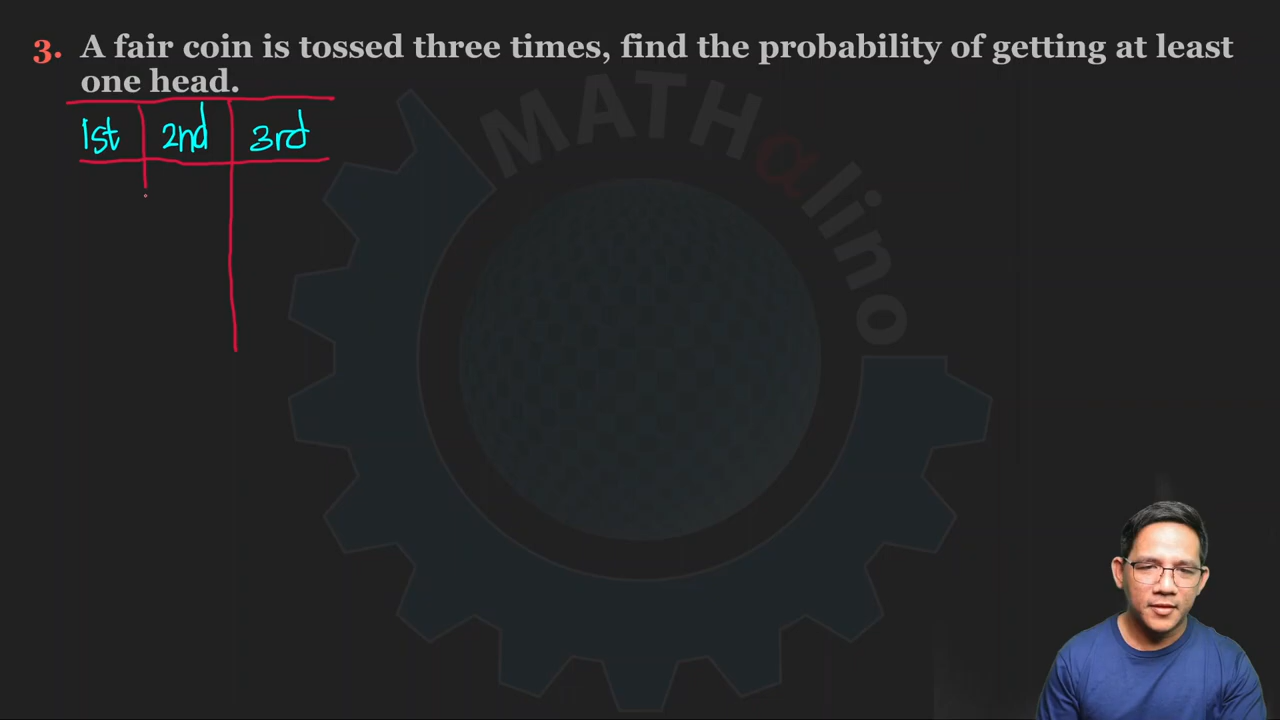 3. A fair coin is tossed three times, find the probability of getting at least
one head.
1st 2nd 3rd
MATHalino